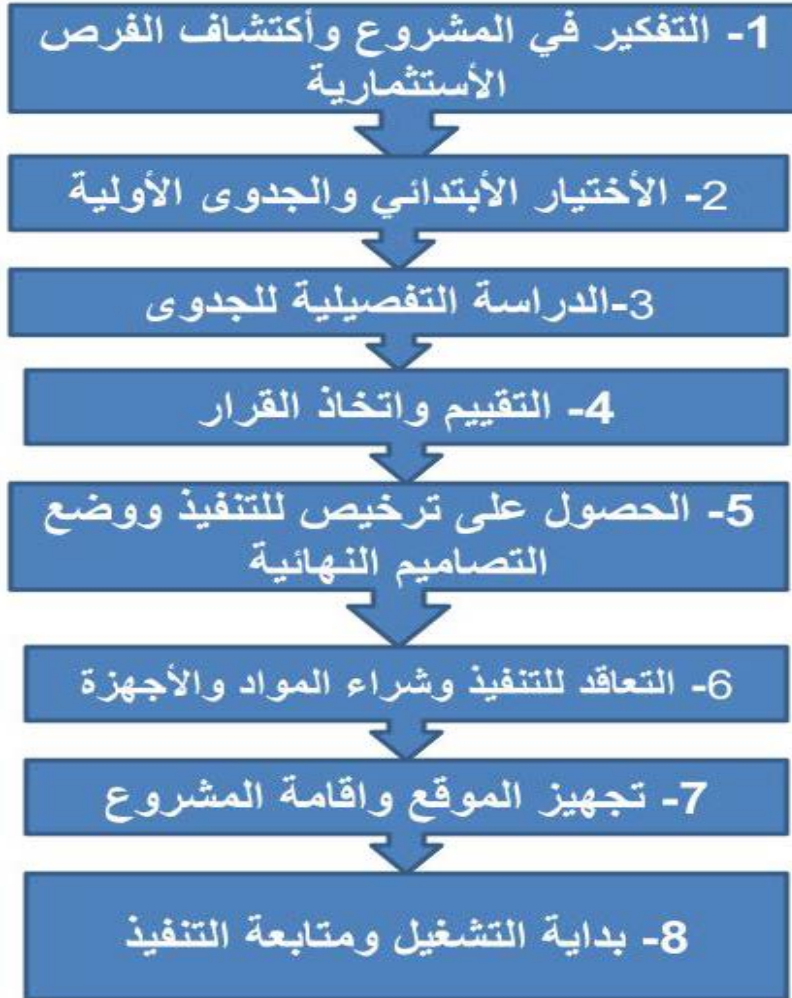 1- التفكير في المشروع وأكتشاف الفرص
الأستثمارية
2- الأختيار الأبتدائي والجدوى الأولية
3-الدراسة التفصيلية للجدوى
4- التقييم واتخاذ القرار
5- الحصول على ترخيص للتنفيذ ووضع
التصاميم النهائية
6- التعاقد للتنفيذ وشراء المواد والأجهزة
7- تجهيز الموقع واقامة المشروع
8- بداية التشغيل ومتابعة التنفيذ